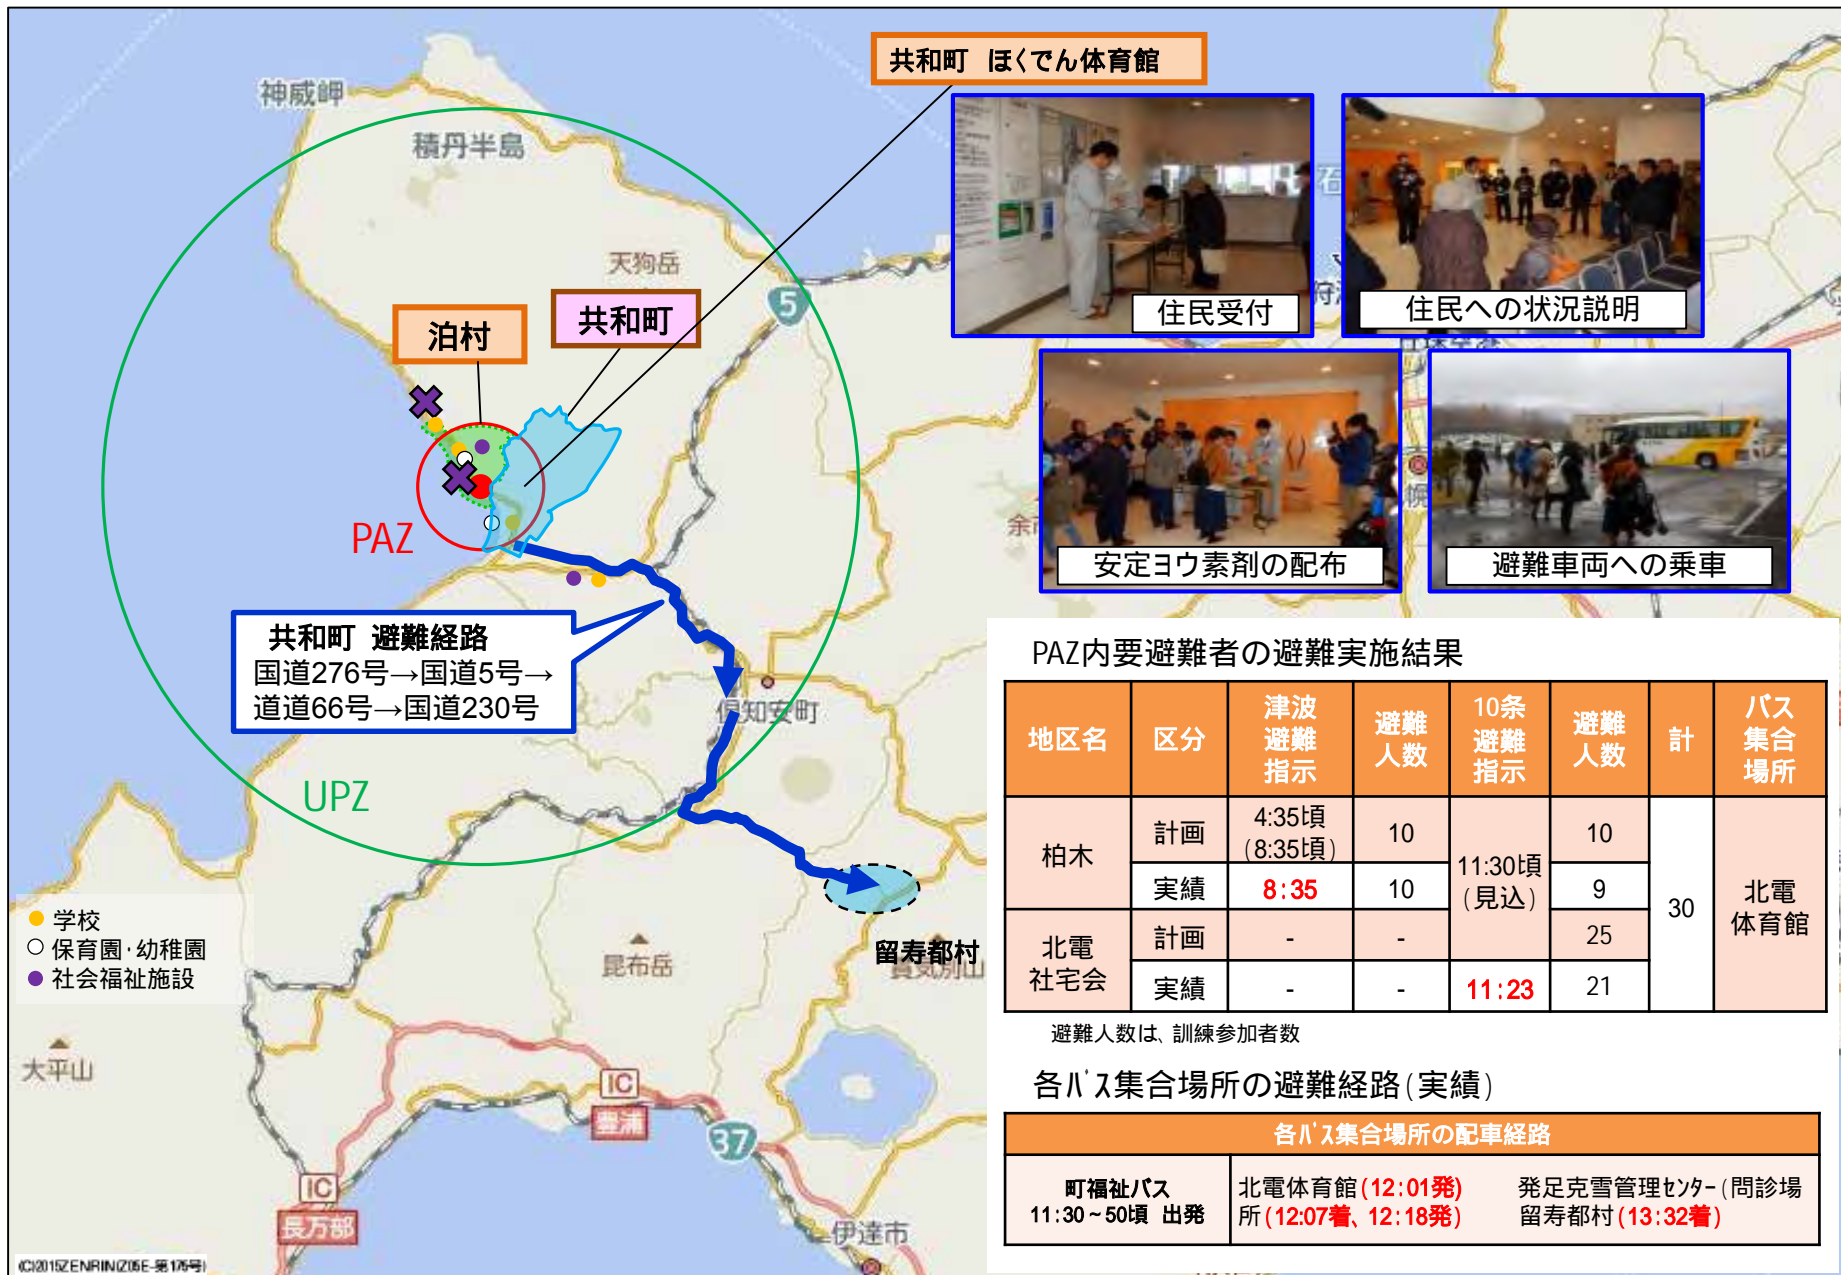 共和町 ほくでん体育館
神威岬
積丹半島
天狗岳
5
泊村
共和町
住民受付
住民への状況説明
安定ヨウ素剤の配布
避難車両への乗車
PAZ
UPZ
共和町 避難経路
国道276号→国道5号→
道道66号→国道230号
倶知安町
留寿都村
昆布岳
大平山
学校
保育園・幼稚園
社会福祉施設
IC
豊浦
37
IC
長万部
伊達市
(C)2015ZENRIN(Z05E-第175号)
PAZ内要避難者の避難実施結果
地区名 区分 津波避難指示 避難人数 10条避難指示 避難人数 計 バス集合場所
柏木 計画 4:35頃(8:35頃) 10 11:30頃(見込) 10 30 北電体育館
実績 8:35 10 9
北電社宅会 計画 - - 25
実績 - - 11:23 21
避難人数は、訓練参加者数
各バス集合場所の避難経路(実績)
各バス集合場所の配車経路
町福祉バス
11:30~50頃 出発
北電体育館(12:01発) 発足克雪管理センター(問診場
所(12:07着、12:18発) 留寿都村(13:32着)